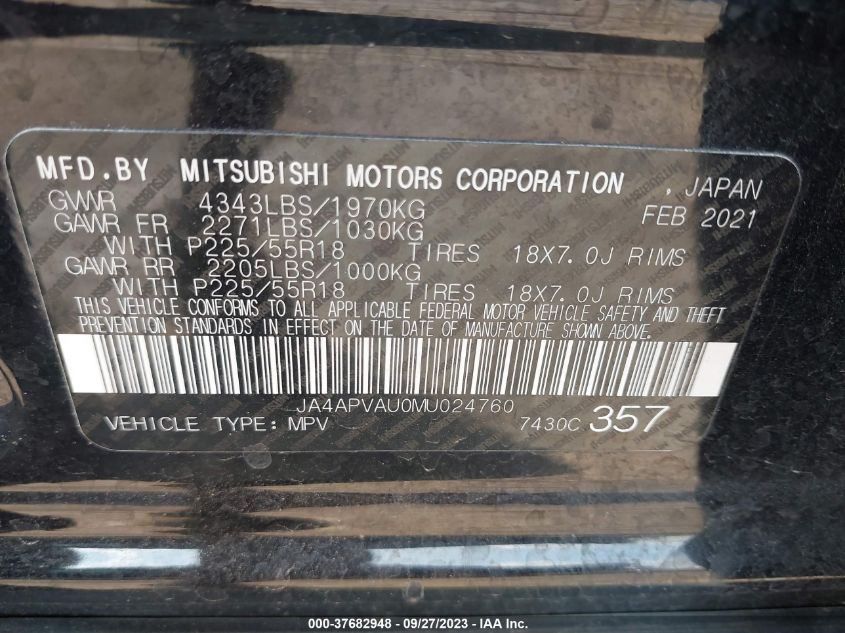 MFD.BY MITSUBISHI MOTORS CORPORATION , JAPAN
GVWR 4343LBS/1970KG FEB 2021
GAWR FR 2271LBS/1030KG
WITH P225/55R18 TIRES 18X7.0J RIMS
GAWR RR 2205LBS/1000KG
WITH P225/55R18 TIRES 18X7.0J RIMS
THIS VEHICLE CONFORMS TO ALL APPLICABLE FEDERAL MOTOR VEHICLE SAFETY AND THEFT
PREVENTION STANDARDS IN EFFECT ON THE DATE OF MANUFACTURE SHOWN ABOVE.
JA4APVAU0MU024760
VEHICLE TYPE: MPV 7430C 357
000-37682948 - 09/27/2023 - IAA Inc.